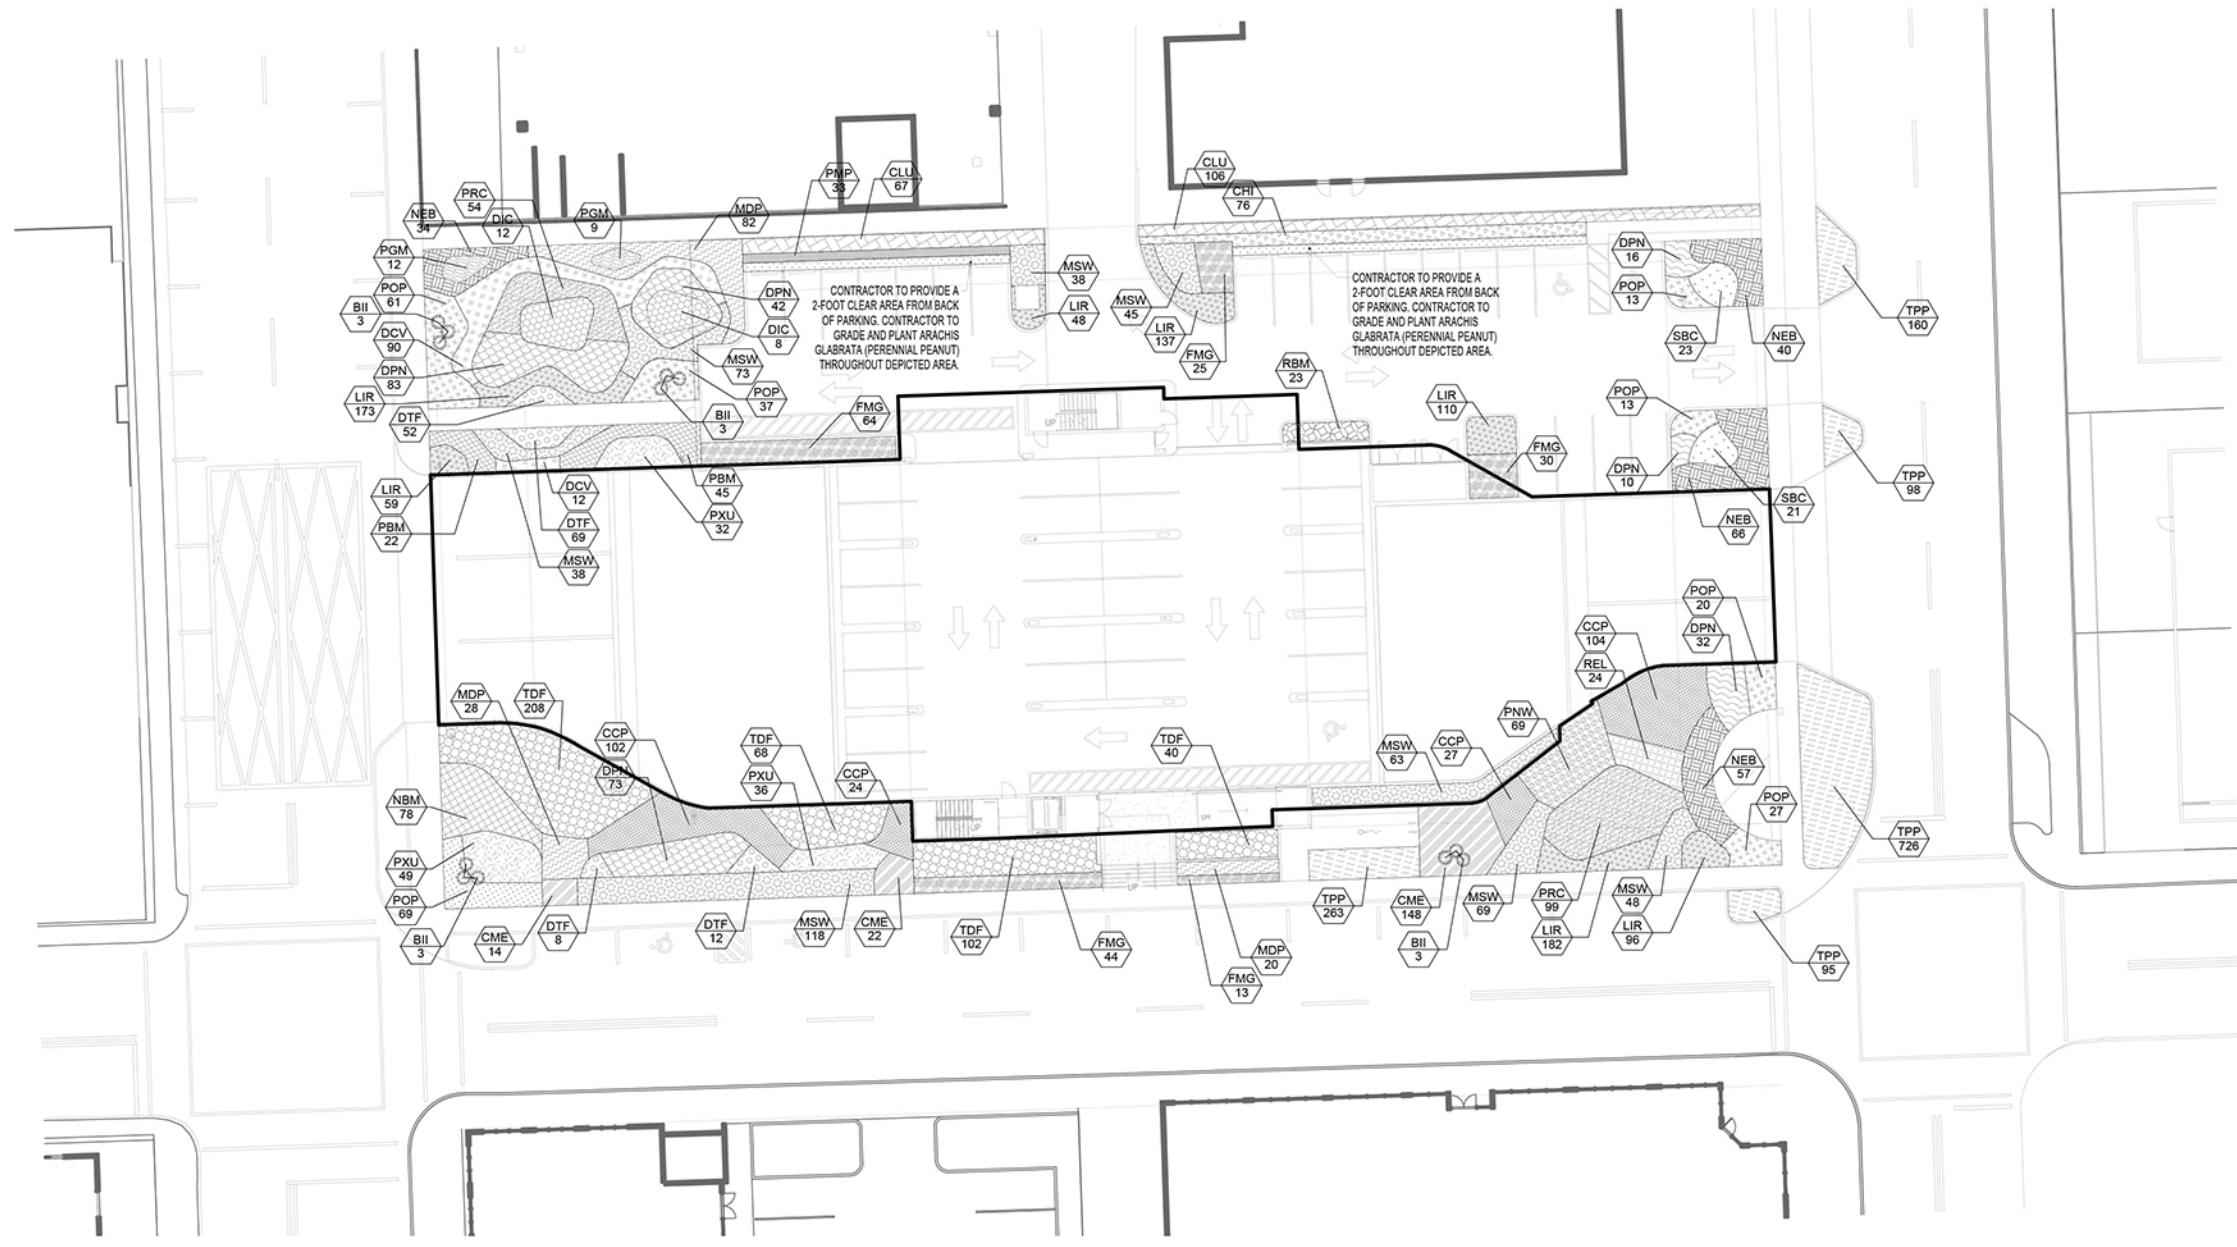 CLU
106
PMP
33
CLU
67
CHI
76
PRC
54
NEB
34
DIC
12
PGM
9
MDP
82
PGM
12
POP
61
BII
3
DCV
90
DPN
83
LIR
173
DTF
52
DPN
42
DIC
8
MSW
73
POP
37
BII
3
FMG
64
CONTRACTOR TO PROVIDE A
2-FOOT CLEAR AREA FROM BACK
OF PARKING. CONTRACTOR TO
GRADE AND PLANT ARACHIS
GLABRATA (PERENNIAL PEANUT)
THROUGHOUT DEPICTED AREA.
MSW
38
LIR
48
MSW
45
LIR
137
FMG
25
CONTRACTOR TO PROVIDE A
2-FOOT CLEAR AREA FROM BACK
OF PARKING. CONTRACTOR TO
GRADE AND PLANT ARACHIS
GLABRATA (PERENNIAL PEANUT)
THROUGHOUT DEPICTED AREA.
RBM
23
LIR
110
FMG
30
DPN
16
POP
13
SBC
23
NEB
40
TPP
160
POP
13
DPN
10
SBC
21
NEB
66
TPP
98
UP
LIR
59
PBM
22
DCV
12
DTF
69
MSW
38
PBM
45
PXU
32
POP
20
DPN
32
CCP
104
REL
24
PNW
69
CCP
27
MSW
63
NEB
57
POP
27
TPP
726
MDP
28
TDF
208
CCP
102
DPN
73
TDF
68
PXU
36
CCP
24
TDF
40
NBM
78
PXU
49
POP
69
BII
3
CME
14
DTF
8
DTF
12
MSW
118
CME
22
UP
DN
UP
TDF
102
FMG
44
MDP
20
FMG
13
TPP
263
CME
148
BII
3
MSW
69
PRC
99
LIR
182
MSW
48
LIR
96
TPP
95